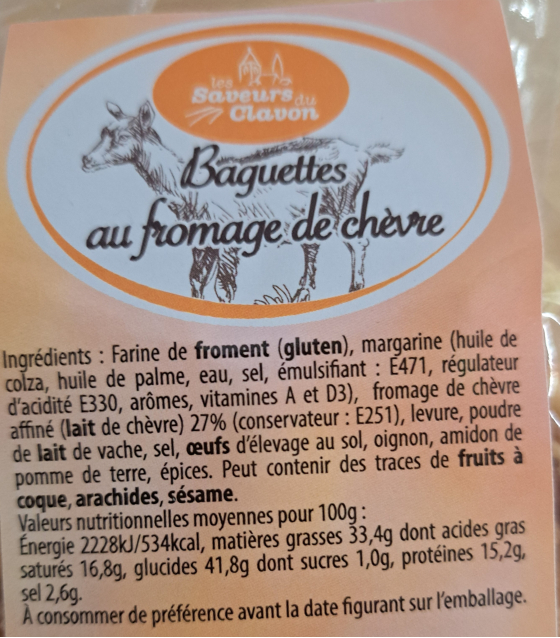 les
Saveurs du
Clavon
Baguettes
au fromage de chèvre
Ingrédients : Farine de froment (gluten), margarine (huile de
colza, huile de palme, eau, sel, émulsifiant : E471, régulateur
d'acidité E330, arômes, vitamines A et D3), fromage de chèvre
affiné (lait de chèvre) 27% (conservateur : E251), levure, poudre
de lait de vache, sel, œufs d'élevage au sol, oignon, amidon de
pomme de terre, épices. Peut contenir des traces de fruits à
coque, arachides, sésame.
Valeurs nutritionnelles moyennes pour 100g :
Énergie 2228kJ/534kcal, matières grasses 33,4g dont acides gras
saturés 16,8g, glucides 41,8g dont sucres 1,0g, protéines 15,2g,
sel 2,6g.
À consommer de préférence avant la date figurant sur l'emballage.